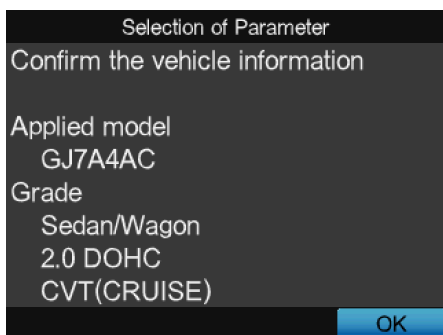 Selection of Parameter
Confirm the vehicle information
Applied model
GJ7A4AC
Grade
Sedan/Wagon
2.0 DOHC
CVT(CRUISE)
OK